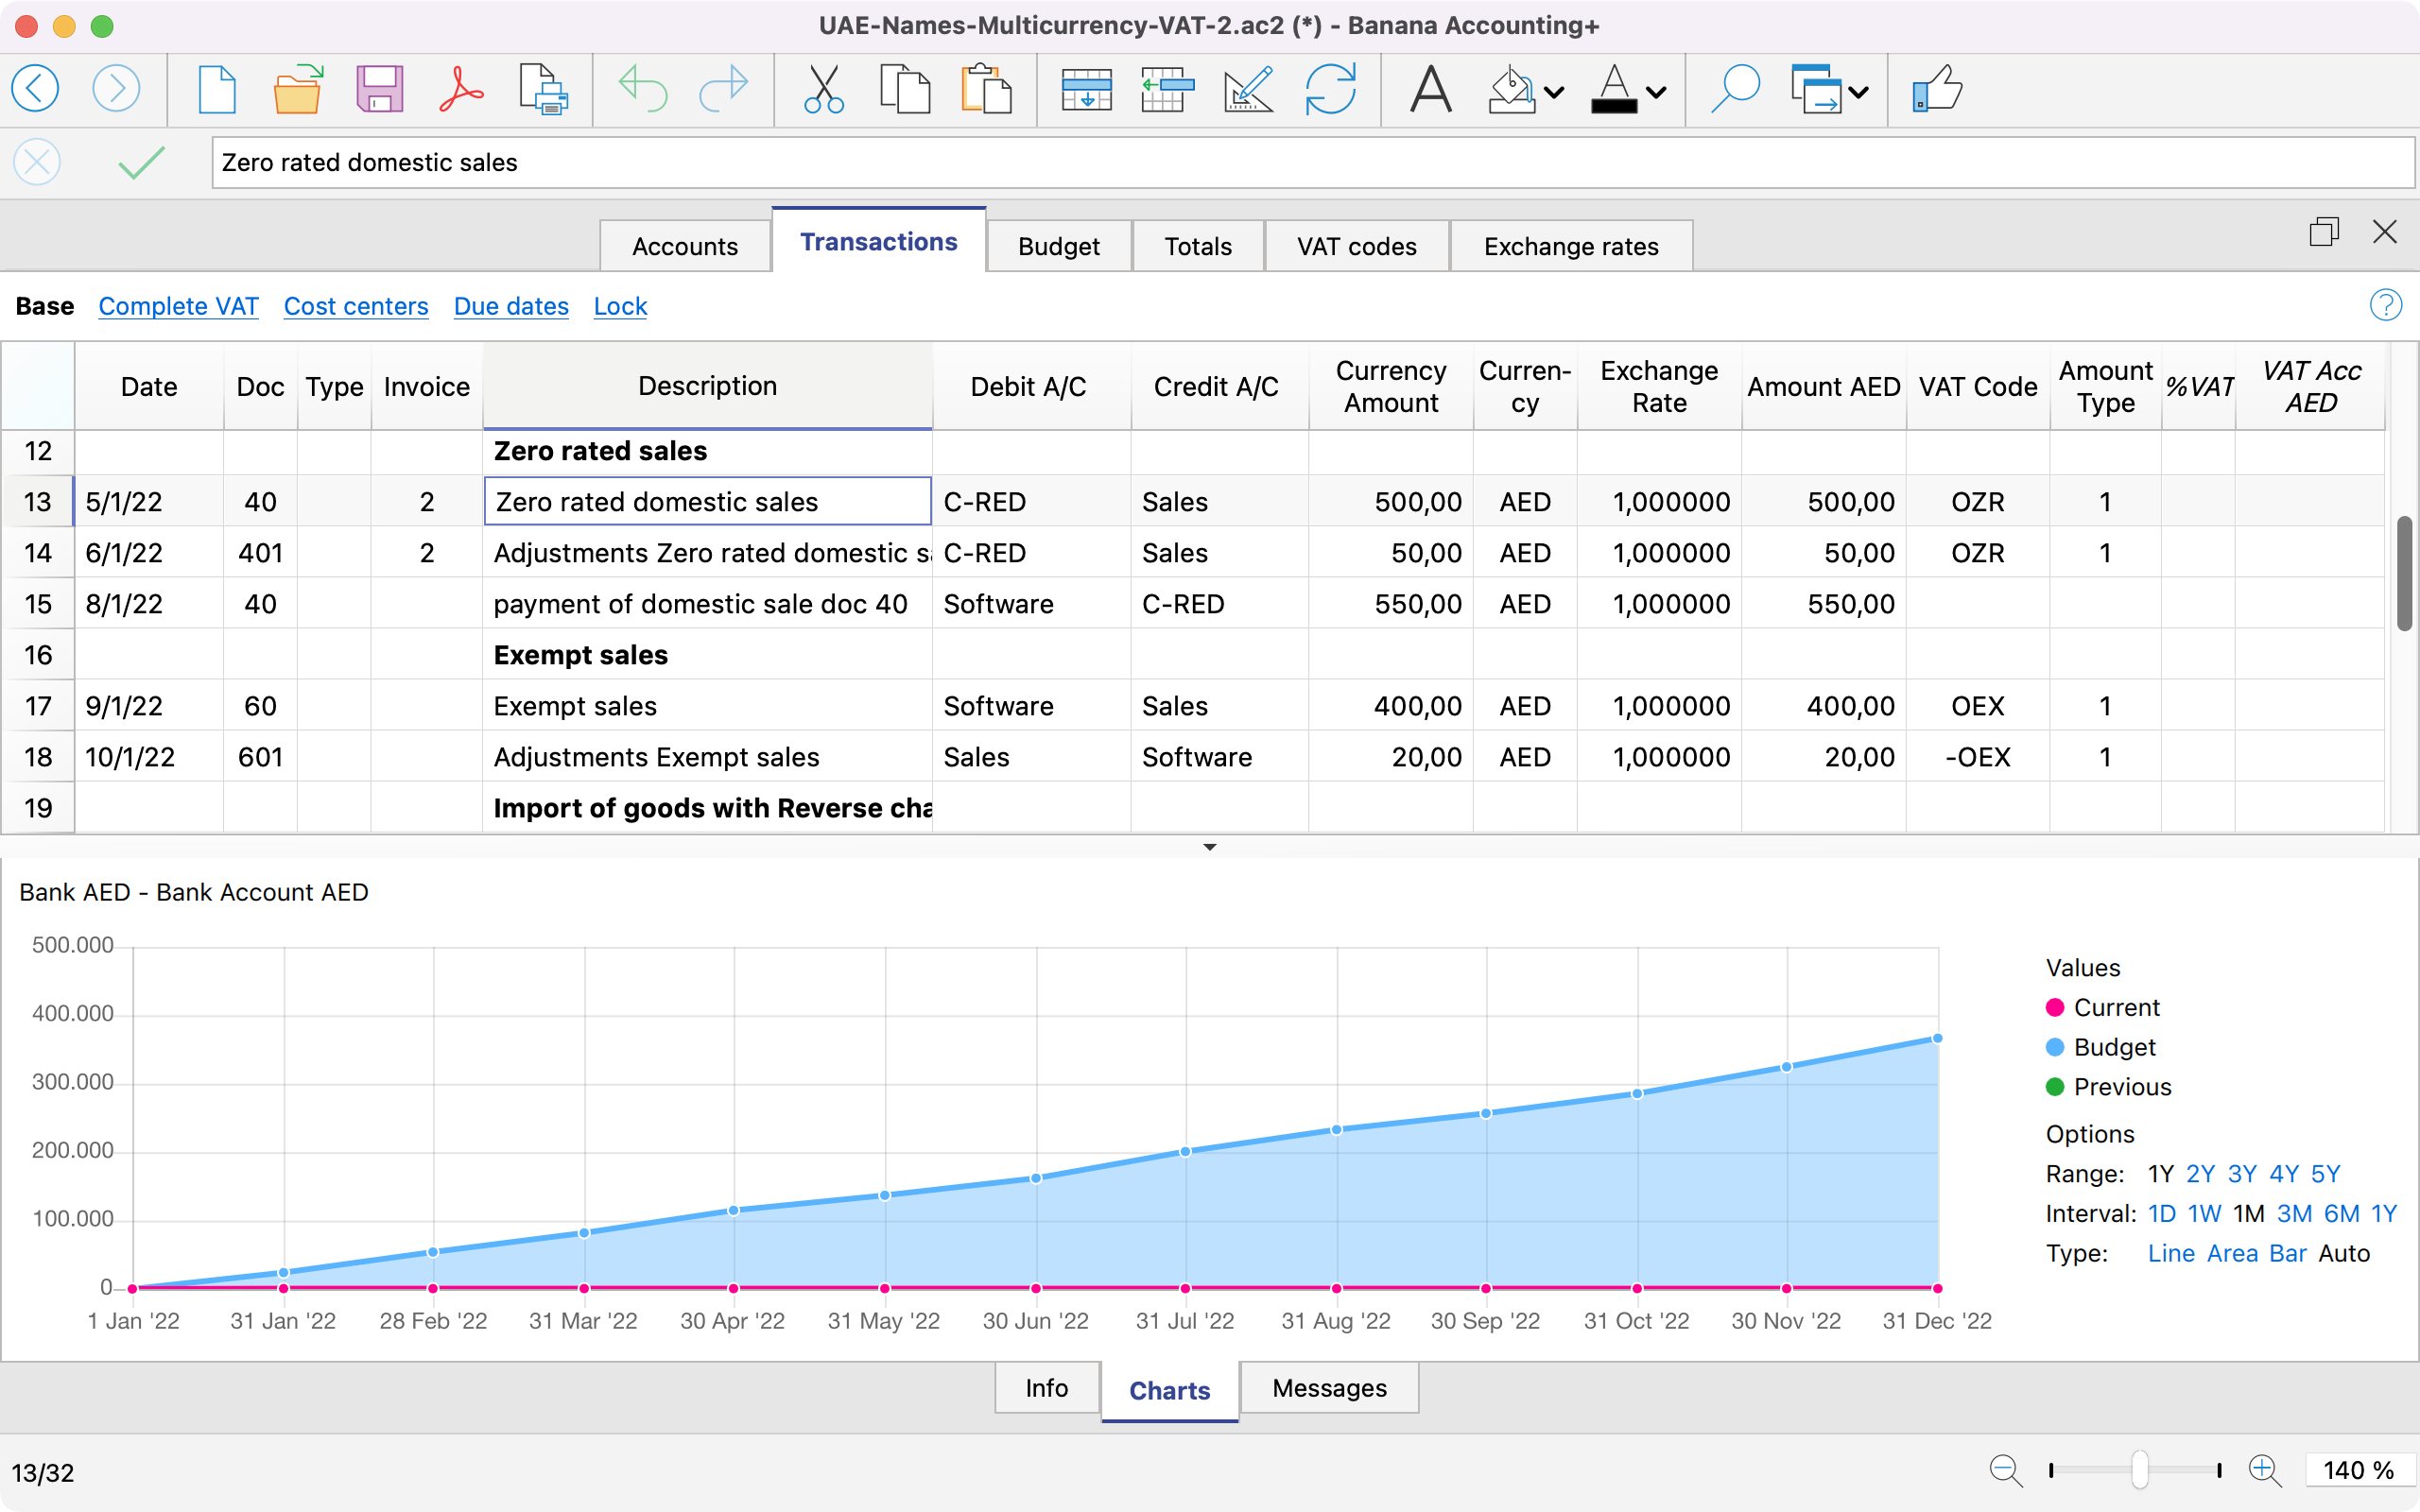 UAE-Names-Multicurrency-VAT-2.ac2 (*) - Banana Accounting+
Zero rated domestic sales
Accounts Transactions Budget Totals VAT codes Exchange rates
Base Complete VAT Cost centers Due dates Lock
Date Doc Type Invoice Description Debit A/C Credit A/C Currency Amount Curren-cy Exchange Rate Amount AED VAT Code Amount Type %VAT VAT Acc AED
12 Zero rated sales
13 5/1/22 40 2 Zero rated domestic sales C-RED Sales 500,00 AED 1,000000 500,00 OZR 1
14 6/1/22 401 2 Adjustments Zero rated domestic sa C-RED Sales 50,00 AED 1,000000 50,00 OZR 1
15 8/1/22 40 payment of domestic sale doc 40 Software C-RED 550,00 AED 1,000000 550,00
16 Exempt sales
17 9/1/22 60 Exempt sales Software Sales 400,00 AED 1,000000 400,00 OEX 1
18 10/1/22 601 Adjustments Exempt sales Sales Software 20,00 AED 1,000000 20,00 -OEX 1
19 Import of goods with Reverse cha
Bank AED - Bank Account AED
500.000
400.000
300.000
200.000
100.000
0
1 Jan '22 31 Jan '22 28 Feb '22 31 Mar '22 30 Apr '22 31 May '22 30 Jun '22 31 Jul '22 31 Aug '22 30 Sep '22 31 Oct '22 30 Nov '22 31 Dec '22
Values
Current
Budget
Previous
Options
Range: 1Y 2Y 3Y 4Y 5Y
Interval: 1D 1W 1M 3M 6M 1Y
Type: Line Area Bar Auto
Info Charts Messages
13/32
140 %